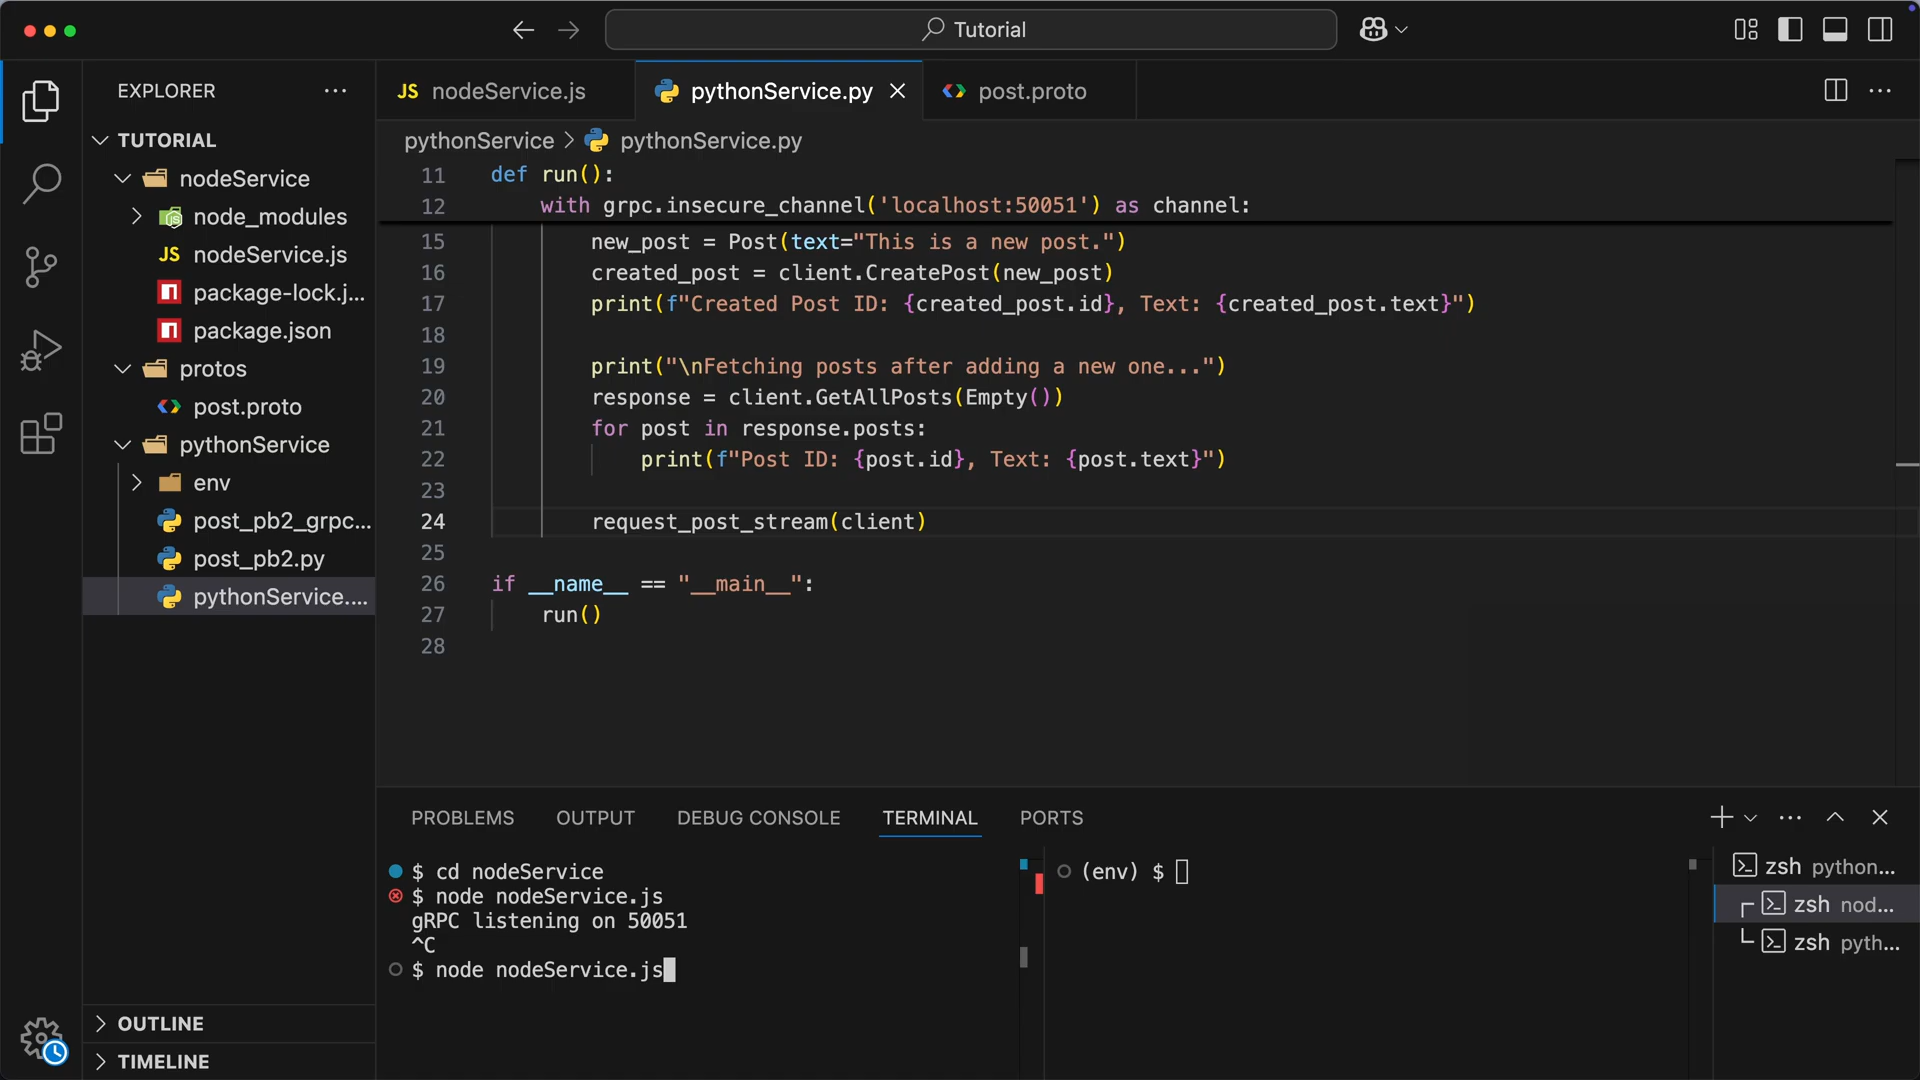 Tutorial
EXPLORER
TUTORIAL
nodeService
node_modules
JS nodeService.js
package-lock.j...
package.json
protos
post.proto
pythonService
env
post_pb2_grpc...
post_pb2.py
pythonService....
OUTLINE
TIMELINE
JS nodeService.js
pythonService.py
post.proto
pythonService > pythonService.py
11 def run():
12 with grpc.insecure_channel('localhost:50051') as channel:
15 new_post = Post(text="This is a new post.")
16 created_post = client.CreatePost(new_post)
17 print(f"Created Post ID: {created_post.id}, Text: {created_post.text}")
18
19 print("\nFetching posts after adding a new one...")
20 response = client.GetAllPosts(Empty())
21 for post in response.posts:
22 print(f"Post ID: {post.id}, Text: {post.text}")
23
24 request_post_stream(client)
25
26 if __name__ == "__main__":
27 run()
28
PROBLEMS OUTPUT DEBUG CONSOLE TERMINAL PORTS
$ cd nodeService
$ node nodeService.js
gRPC listening on 50051
^C
$ node nodeService.js
(env) $
zsh python...
zsh nod...
zsh pyth...